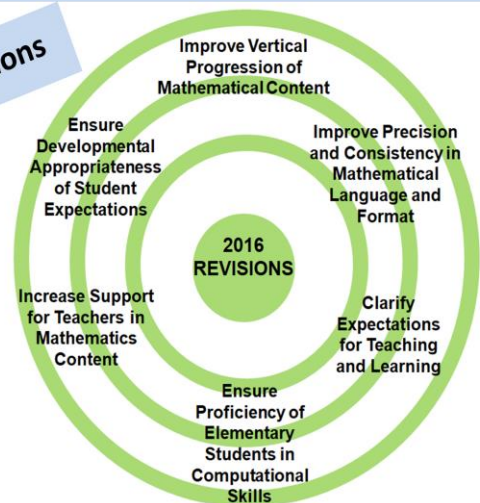 ons
Improve Vertical
Progression of
Mathematical Content
Ensure
Developmental
Appropriateness
of Student
Expectations
Improve Precision
and Consistency in
Mathematical
Language and
Format
2016
REVISIONS
Increase Support
for Teachers in
Mathematics
Content
Clarify
Expectations
for Teaching
and Learning
Ensure
Proficiency of
Elementary
Students in
Computational
Skills